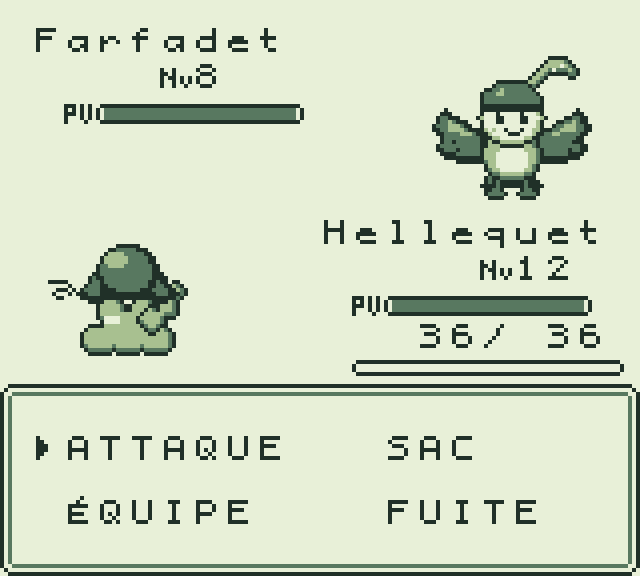 Farfadet
Nv8
PV
Hellequet
Nv12
PV
36/ 36
ATTAQUE SAC
ÉQUIPE FUITE